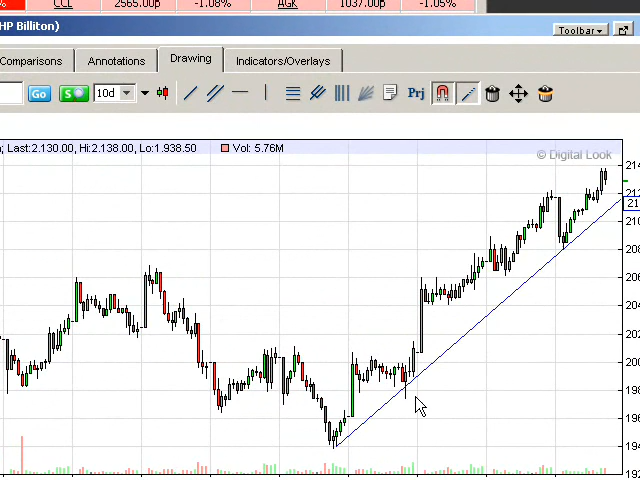 % CCL 2565.00p -1.08% AGK 1037.00p -1.05%
HP Billiton)
Toolbar
Comparisons Annotations Drawing Indicators/Overlays
Go S 10d Prj
; Last:2.130.00, Hi:2.138.00, Lo:1.938.50 Vol: 5.76M
© Digital Look
214
212
21
210
208
206
204
202
200
198
196
194
192